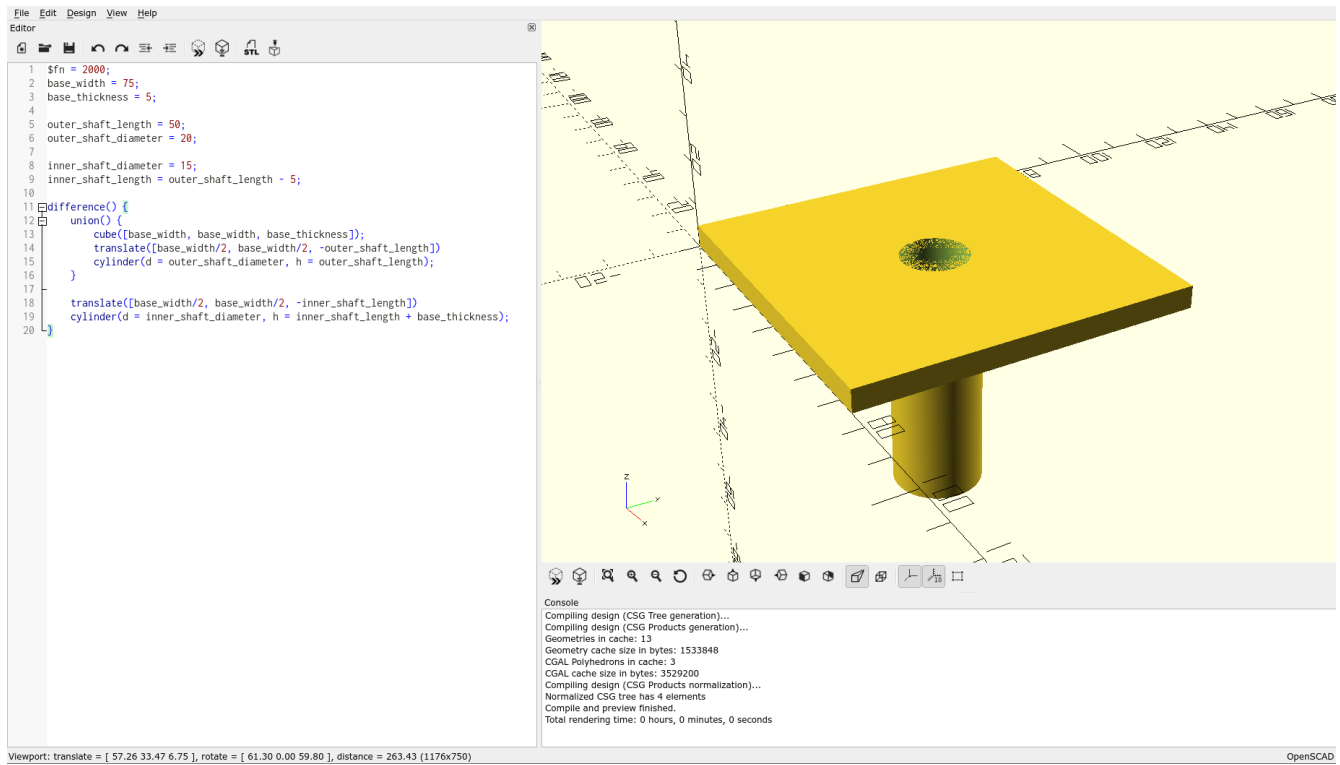 File Edit Design View Help
Editor
STL
1 $fn = 2000;
2 base_width = 75;
3 base_thickness = 5;
4
5 outer_shaft_length = 50;
6 outer_shaft_diameter = 20;
7
8 inner_shaft_diameter = 15;
9 inner_shaft_length = outer_shaft_length - 5;
10
11 difference() {
12 union() {
13 cube([base_width, base_width, base_thickness]);
14 translate([base_width/2, base_width/2, -outer_shaft_length])
15 cylinder(d = outer_shaft_diameter, h = outer_shaft_length);
16 }
17
18 translate([base_width/2, base_width/2, -inner_shaft_length])
19 cylinder(d = inner_shaft_diameter, h = inner_shaft_length + base_thickness);
20 }
z
y
x
10
Console
Compiling design (CSG Tree generation)...
Compiling design (CSG Products generation)...
Geometries in cache: 13
Geometry cache size in bytes: 1533848
CGAL Polyhedrons in cache: 3
CGAL cache size in bytes: 3529200
Compiling design (CSG Products normalization)...
Normalized CSG tree has 4 elements
Compile and preview finished.
Total rendering time: 0 hours, 0 minutes, 0 seconds
Viewport: translate = [ 57.26 33.47 6.75 ], rotate = [ 61.30 0.00 59.80 ], distance = 263.43 (1176x750)
OpenSCAD